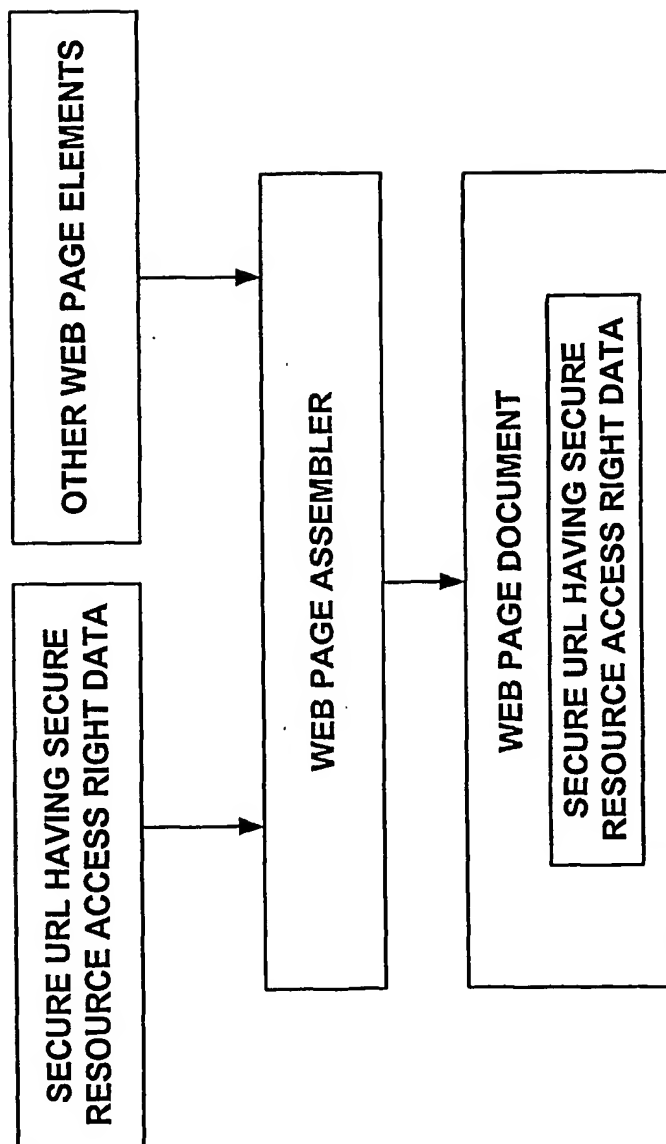 SECURE URL HAVING SECURE
RESOURCE ACCESS RIGHT DATA
OTHER WEB PAGE ELEMENTS
WEB PAGE ASSEMBLER
WEB PAGE DOCUMENT
SECURE URL HAVING SECURE
RESOURCE ACCESS RIGHT DATA